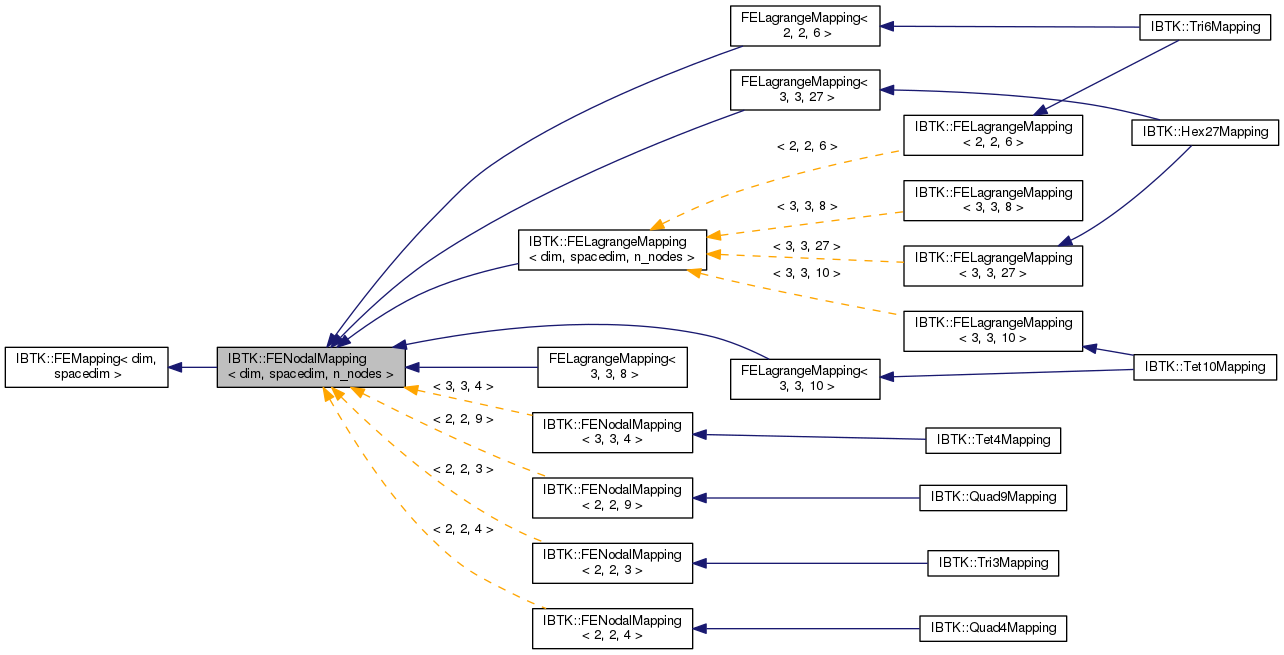 FELagrangeMapping<
2, 2, 6 >
IBTK::Tri6Mapping
FELagrangeMapping<
3, 3, 27 >
IBTK::FELagrangeMapping
< 2, 2, 6 >
IBTK::Hex27Mapping
< 2, 2, 6 >
IBTK::FELagrangeMapping
< 3, 3, 8 >
< 3, 3, 8 >
IBTK::FELagrangeMapping
< dim, spacedim, n_nodes >
< 3, 3, 27 >
IBTK::FELagrangeMapping
< 3, 3, 27 >
< 3, 3, 10 >
IBTK::FELagrangeMapping
< 3, 3, 10 >
IBTK::FEMapping< dim,
spacedim >
IBTK::FENodalMapping
< dim, spacedim, n_nodes >
FELagrangeMapping<
3, 3, 8 >
FELagrangeMapping<
3, 3, 10 >
IBTK::Tet10Mapping
< 3, 3, 4 >
IBTK::FENodalMapping
< 3, 3, 4 >
IBTK::Tet4Mapping
< 2, 2, 9 >
IBTK::FENodalMapping
< 2, 2, 9 >
IBTK::Quad9Mapping
< 2, 2, 3 >
IBTK::FENodalMapping
< 2, 2, 3 >
IBTK::Tri3Mapping
< 2, 2, 4 >
IBTK::FENodalMapping
< 2, 2, 4 >
IBTK::Quad4Mapping